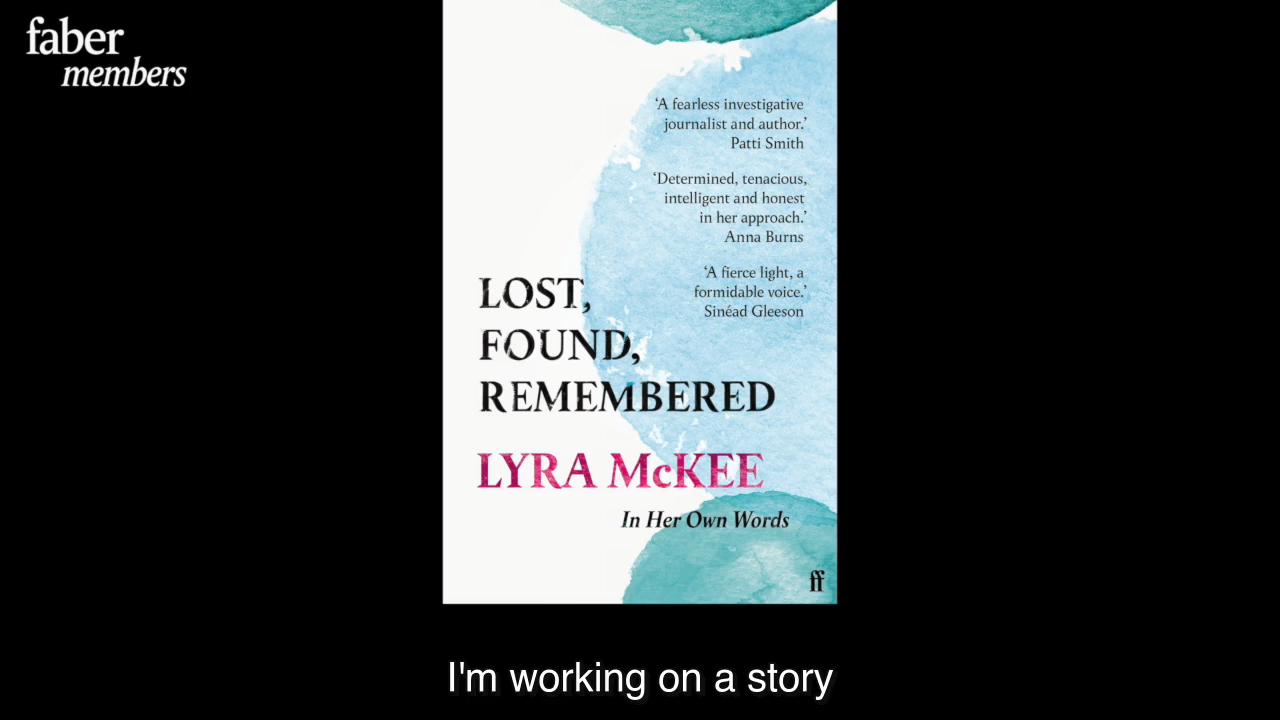 faber
members
‘A fearless investigative
journalist and author.’
Patti Smith
‘Determined, tenacious,
intelligent and honest
in her approach.’
Anna Burns
‘A fierce light, a
formidable voice.’
Sinéad Gleeson
LOST,
FOUND,
REMEMBERED
LYRA McKEE
In Her Own Words
ff
I'm working on a story